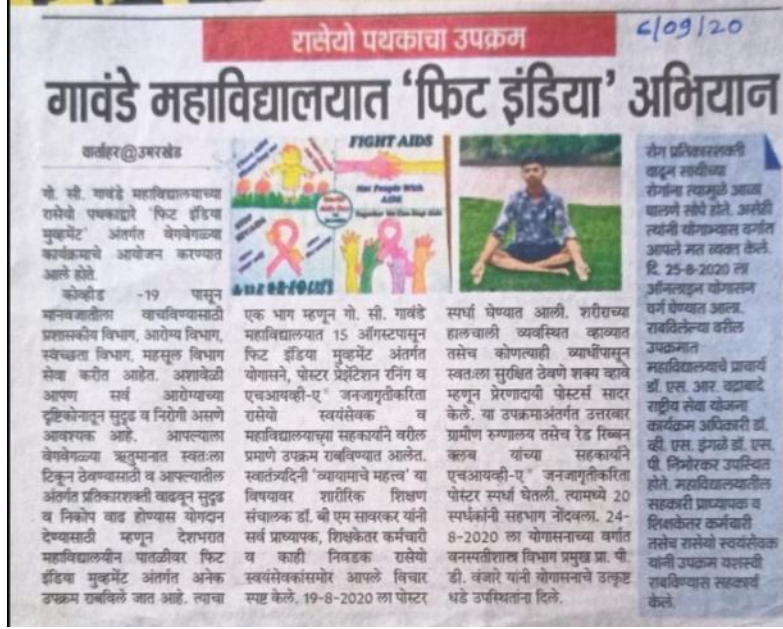 रासेयो पथकाचा उपक्रम
6/09/20
गावंडे महाविद्यालयात ‘फिट इंडिया’ अभियान
वार्ताहर@उमरखेड
गो. सी. गावंडे महाविद्यालयाच्या
रासेयो पथकाद्वारे ‘फिट इंडिया
मुव्हमेंट’ अंतर्गत वेगवेगळ्या
कार्यक्रमाचे आयोजन करण्यात
आले होते.
कोव्हीड -19 पासून
मानवजातीला वाचविण्यासाठी
प्रशासकीय विभाग, आरोग्य विभाग,
स्वच्छता विभाग, महसूल विभाग
सेवा करीत आहेत. अशावेळी
आपण सर्व आरोग्याच्या
दृष्टिकोनातून सुदृढ व निरोगी असणे
आवश्यक आहे. आपल्याला
वेगवेगळ्या ऋतुमानात स्वतःला
टिकून ठेवण्यासाठी व आपल्यातील
अंतर्गत प्रतिकारशक्ती वाढवून सुदृढ
व निकोप वाढ होण्यास योगदान
देण्यासाठी म्हणून देशभरात
महाविद्यालयीन पातळीवर फिट
इंडिया मुव्हमेंट अंतर्गत अनेक
उपक्रम राबविले जात आहे. त्याचा
FIGHT AIDS
एक भाग म्हणून गो. सी. गावंडे
महाविद्यालयात 15 ऑगस्टपासून
फिट इंडिया मुव्हमेंट अंतर्गत
योगासने, पोस्टर प्रेझेंटेशन रनिंग व
एचआयव्ही-ए जनजागृतीकरिता
रासेयो स्वयंसेवक व
महाविद्यालयाच्या सहकार्याने वरील
प्रमाणे उपक्रम राबविण्यात आलेत.
स्वातंत्र्यदिनी ‘व्यायामाचे महत्त्व’ या
विषयावर शारीरिक शिक्षण
संचालक डॉ. बी एम सावरकर यांनी
सर्व प्राध्यापक, शिक्षकेतर कर्मचारी
व काही निवडक रासेयो
स्वयंसेवकांसमोर आपले विचार
स्पष्ट केले. 19-8-2020 ला पोस्टर
स्पर्धा घेण्यात आली. शरीराच्या
हालचाली व्यवस्थित व्हाव्यात
तसेच कोणत्याही व्याधींपासून
स्वतःला सुरक्षित ठेवणे शक्य व्हावे
म्हणून प्रेरणादायी पोस्टर्स सादर
केले. या उपक्रमाअंतर्गत उत्तरवार
ग्रामीण रुग्णालय तसेच रेड रिब्बन
क्लब यांच्या सहकार्याने
एचआयव्ही-ए जनजागृतीकरिता
पोस्टर स्पर्धा घेतली. त्यामध्ये 20
स्पर्धकांनी सहभाग नोंदवला. 24-
8-2020 ला योगासनाच्या वर्गात
वनस्पतीशास्त्र विभाग प्रमुख प्रा. पी.
डी. वंजारे यांनी योगासनाचे उत्कृष्ट
धडे उपस्थितांना दिले.
रोग प्रतिकारशक्ती
वाढून साथीच्या
रोगांना त्यामुळे आळा
घालणे सोपे होते. असेही
त्यांनी योगाभ्यास वर्गात
आपले मत व्यक्त केले.
दि. 25-8-2020 ला
ऑनलाइन योगासन
वर्ग घेण्यात आला.
राबविलेल्या वरील
उपक्रमात
महाविद्यालयाचे प्राचार्य
डॉ. एस. आर. वद्राबादे
राष्ट्रीय सेवा योजना
कार्यक्रम अधिकारी डॉ.
व्ही. एस. इंगळे डॉ. एस.
पी. निभोरकर उपस्थित
होते. महाविद्यालयातील
सहकारी प्राध्यापक व
शिक्षकेतर कर्मचारी
तसेच रासेयो स्वयंसेवक
यांनी उपक्रम यशस्वी
राबविण्यास सहकार्य
केले.